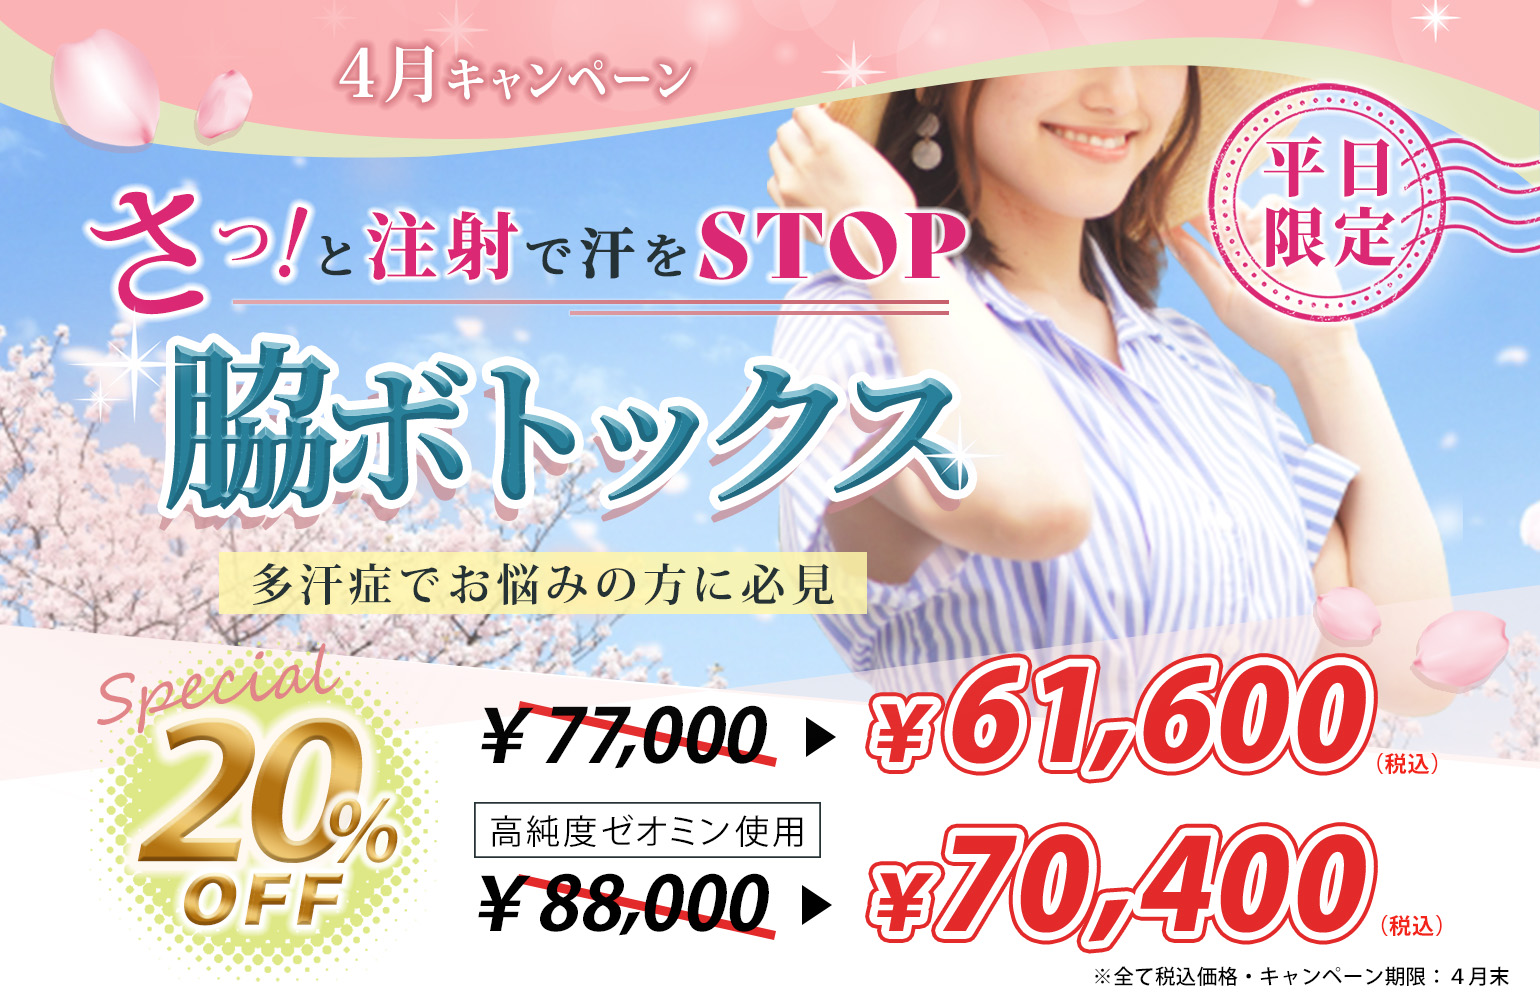 4月キャンペーン
平日
限定
さっ!と注射で汗をSTOP
脇ボトックス
多汗症でお悩みの方に必見
Special
20%
OFF
¥77,000 ▶ ¥61,600 (税込)
高純度ゼオミン使用
¥88,000 ▶ ¥70,400 (税込)
※全て税込価格・キャンペーン期限：４月末